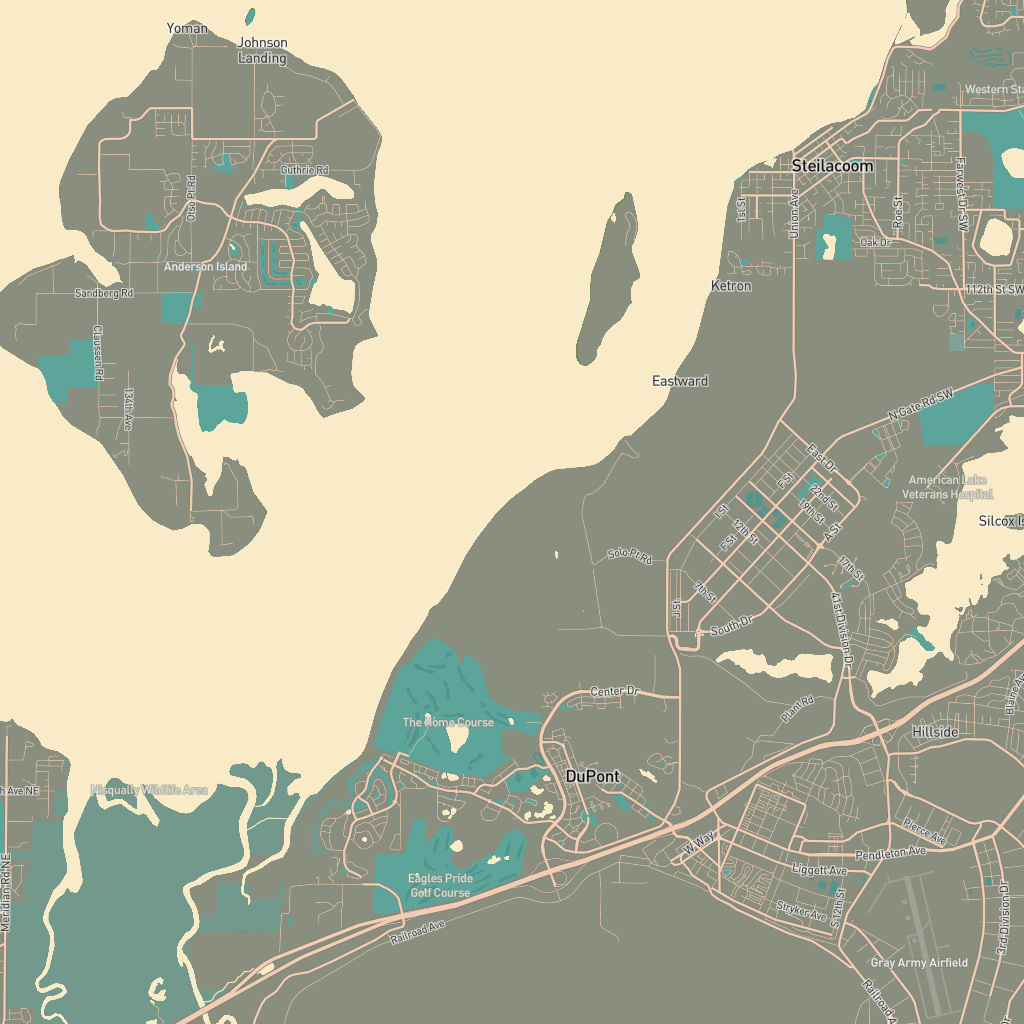 Yoman
Johnson
Landing
Western Sta
Guthrie Rd
Steilacoom
Otso Pt Rd
1st St
Union Ave
Roe St
Farwest Dr SW
Oak Dr
Anderson Island
Sandberg Rd
Ketron
112th St SW
Claussen Rd
134th Ave
Eastward
N Gate Rd SW
East Dr
F St
22nd St
19th St
American Lake
Veterans Hospital
I St
12th St
A St
F St
Silcox Is
Solo Pt Rd
17th St
7th St
J St
South Dr
41st Division Dr
Center Dr
Plant Rd
Blaine Ave
The Home Course
Hillside
DuPont
h Ave NE
Nisqually Wildlife Area
Pierce Ave
W Way
Pendleton Ave
Liggett Ave
Meridian Rd NE
Eagles Pride
Golf Course
Stryker Ave
S 12th St
3rd Division Dr
Railroad Ave
Gray Army Airfield
Railroad A
Dr